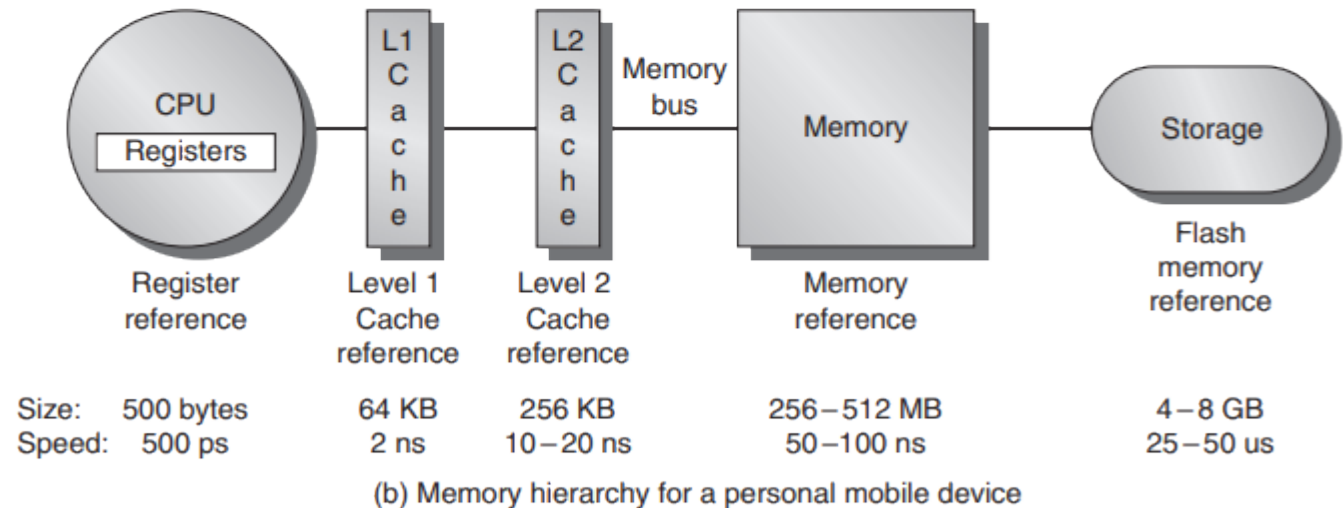 CPU
Registers
L1
C
a
c
h
e
L2
C
a
c
h
e
Memory
bus
Memory
Storage
Register
reference
Level 1
Cache
reference
Level 2
Cache
reference
Memory
reference
Flash
memory
reference
Size: 500 bytes 64 KB 256 KB 256–512 MB 4–8 GB
Speed: 500 ps 2 ns 10–20 ns 50–100 ns 25–50 us
(b) Memory hierarchy for a personal mobile device